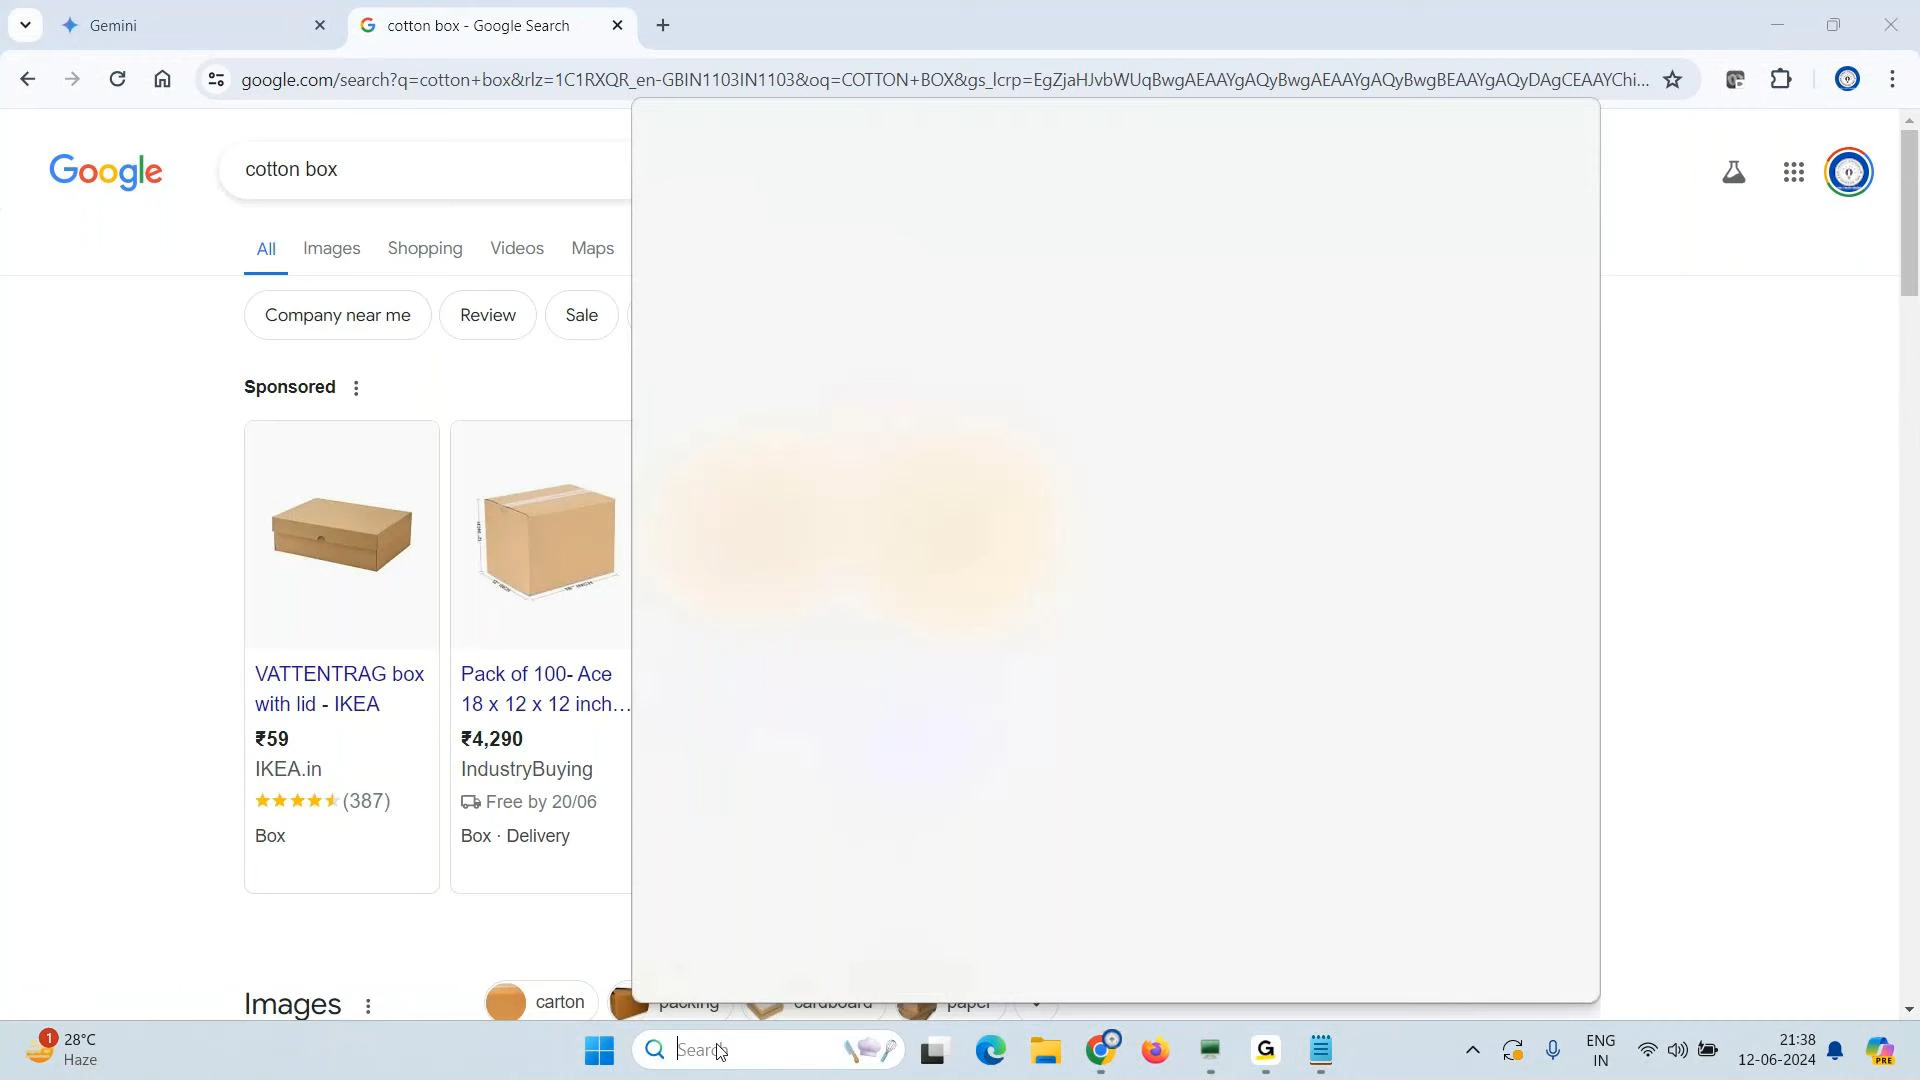 Gemini
cotton box - Google Search
google.com/search?q=cotton+box&rlz=1C1RXQR_en-GBIN1103IN1103&oq=COTTON+BOX&gs_lcrp=EgZjaHJvbWUqBwgAEAAYgAQyBwgAEAAYgAQyBwgBEAAYgAQyDAgCEAAYChi...
Google
cotton box
All Images Shopping Videos Maps
Company near me Review Sale
Sponsored
VATTENTRAG box
with lid - IKEA
₹59
IKEA.in
(387)
Box
Pack of 100- Ace
18 x 12 x 12 inch...
₹4,290
IndustryBuying
Free by 20/06
Box · Delivery
Images
carton packing cardboard paper
1
28°C
Haze
Search
G
ENG
IN
21:38
12-06-2024
PRE